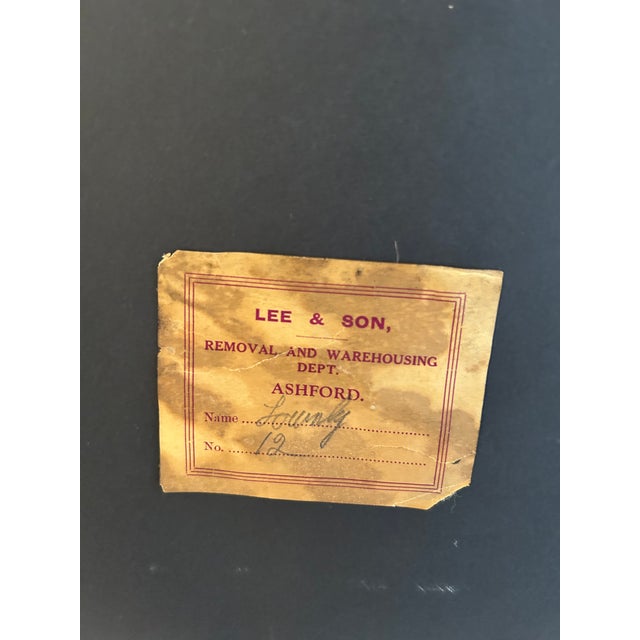 LEE & SON,
REMOVAL AND WAREHOUSING
DEPT.
ASHFORD.
Name
No. 12